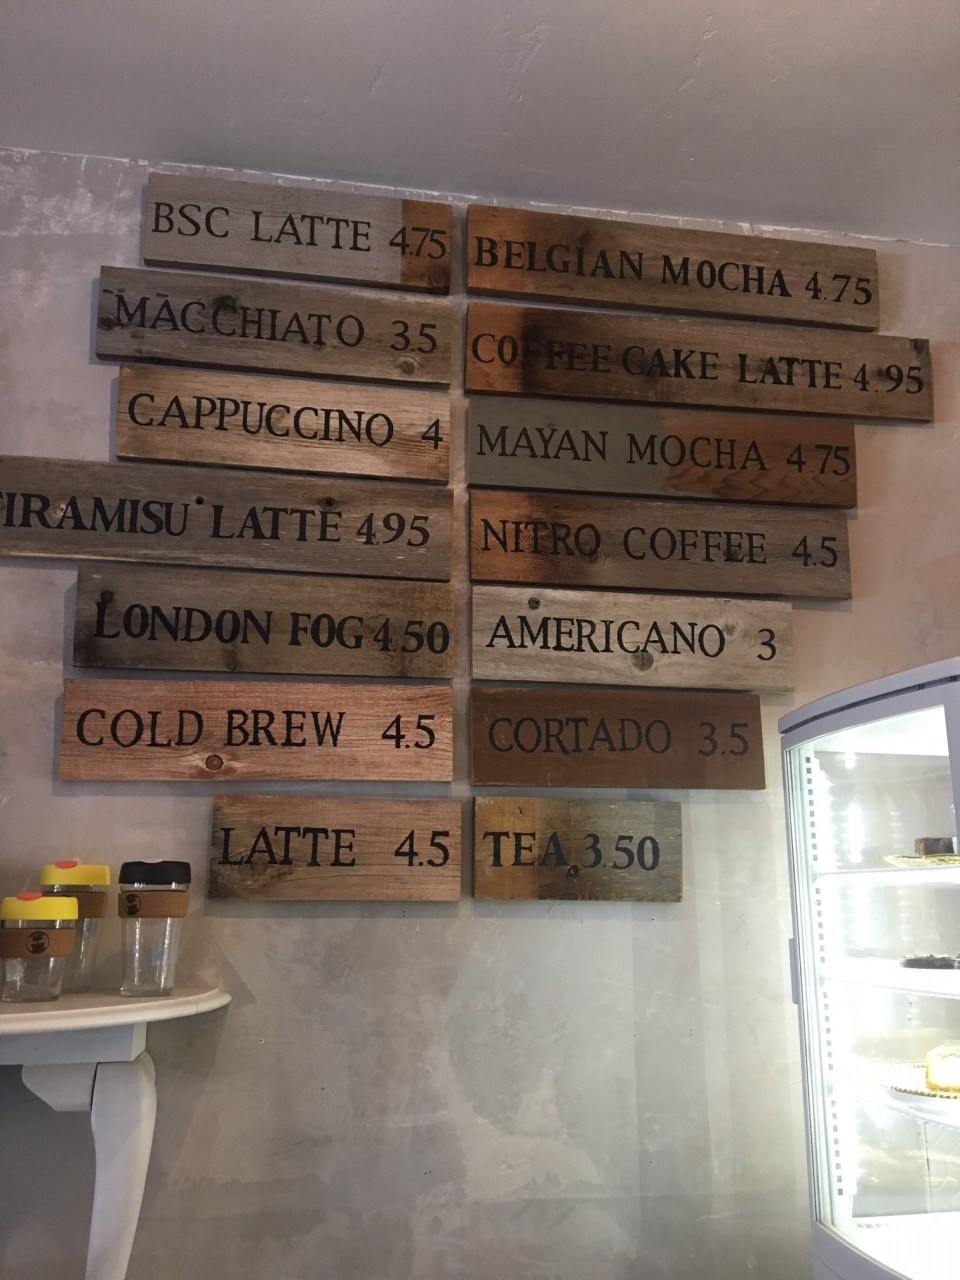 BSC LATTE 4.75
MACCHIATO 3.5
CAPPUCCINO 4
TIRAMISU LATTE 4.95
LONDON FOG 4.50
COLD BREW 4.5
LATTE 4.5
BELGIAN MOCHA 4.75
COFFEE CAKE LATTE 4.95
MAYAN MOCHA 4.75
NITRO COFFEE 4.5
AMERICANO 3
CORTADO 3.5
TEA 3.50